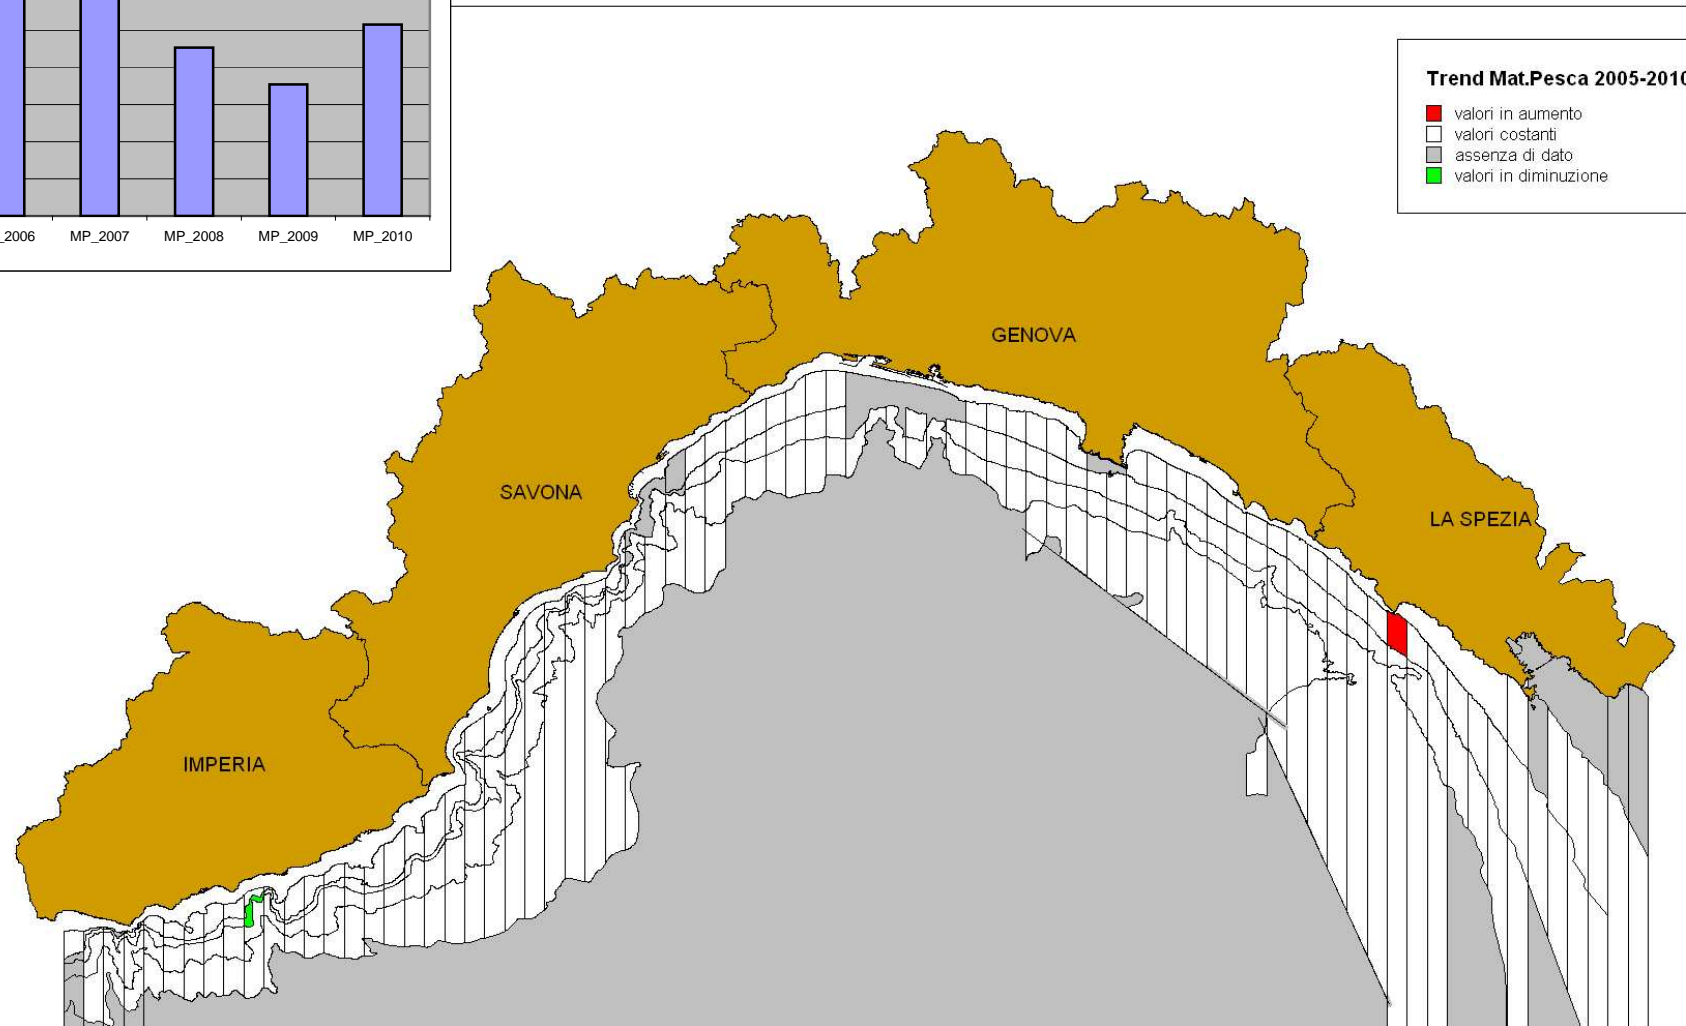 _2006 MP_2007 MP_2008 MP_2009 MP_2010
Trend Mat.Pesca 2005-2010
valori in aumento
valori costanti
assenza di dato
valori in diminuzione
GENOVA
SAVONA
LA SPEZIA
IMPERIA